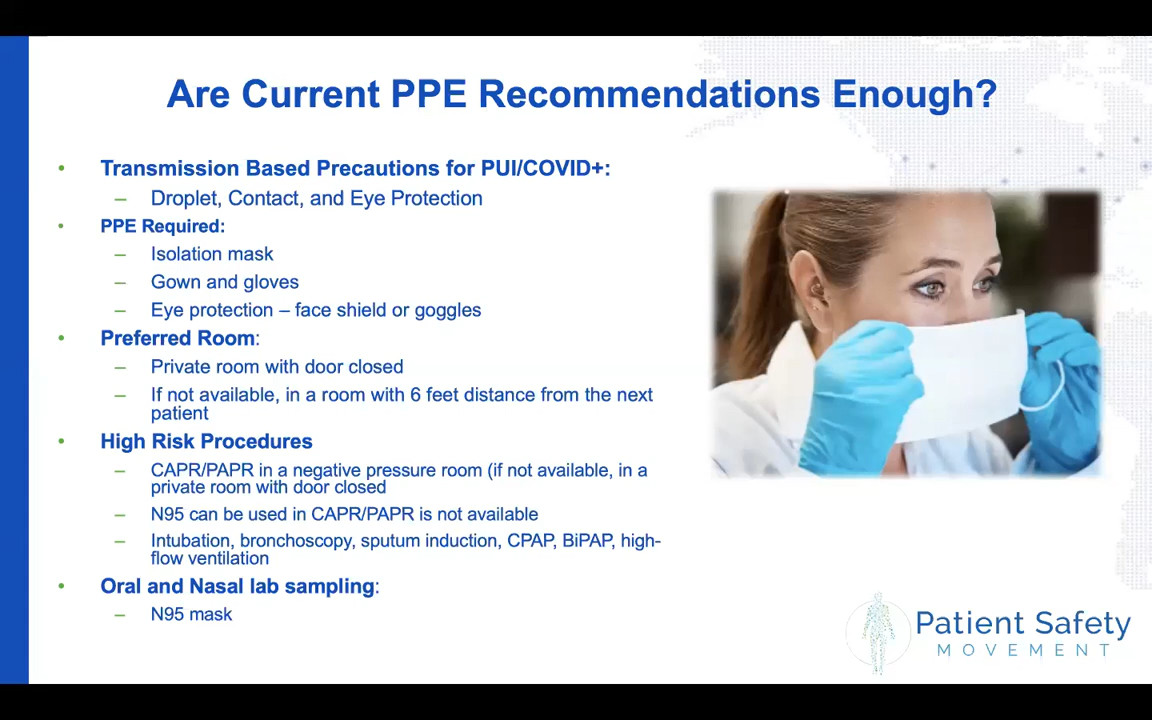 Are Current PPE Recommendations Enough?
• Transmission Based Precautions for PUI/COVID+:
– Droplet, Contact, and Eye Protection
• PPE Required:
– Isolation mask
– Gown and gloves
– Eye protection – face shield or goggles
• Preferred Room:
– Private room with door closed
– If not available, in a room with 6 feet distance from the next
patient
• High Risk Procedures
– CAPR/PAPR in a negative pressure room (if not available, in a
private room with door closed
– N95 can be used in CAPR/PAPR is not available
– Intubation, bronchoscopy, sputum induction, CPAP, BiPAP, high-
flow ventilation
• Oral and Nasal lab sampling:
– N95 mask
Patient Safety
MOVEMENT